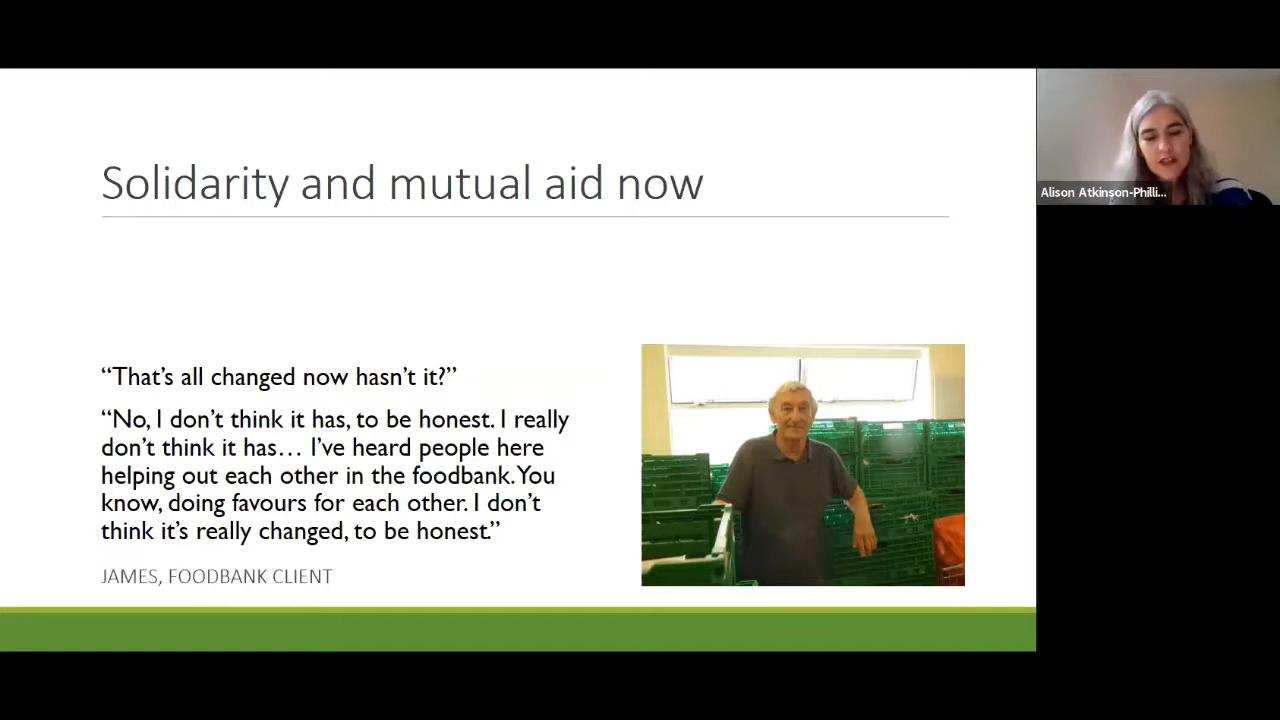 Solidarity and mutual aid now
Alison Atkinson-Philli...
“That’s all changed now hasn’t it?”
“No, I don’t think it has, to be honest. I really
don’t think it has… I’ve heard people here
helping out each other in the foodbank. You
know, doing favours for each other. I don’t
think it’s really changed, to be honest.”
JAMES, FOODBANK CLIENT